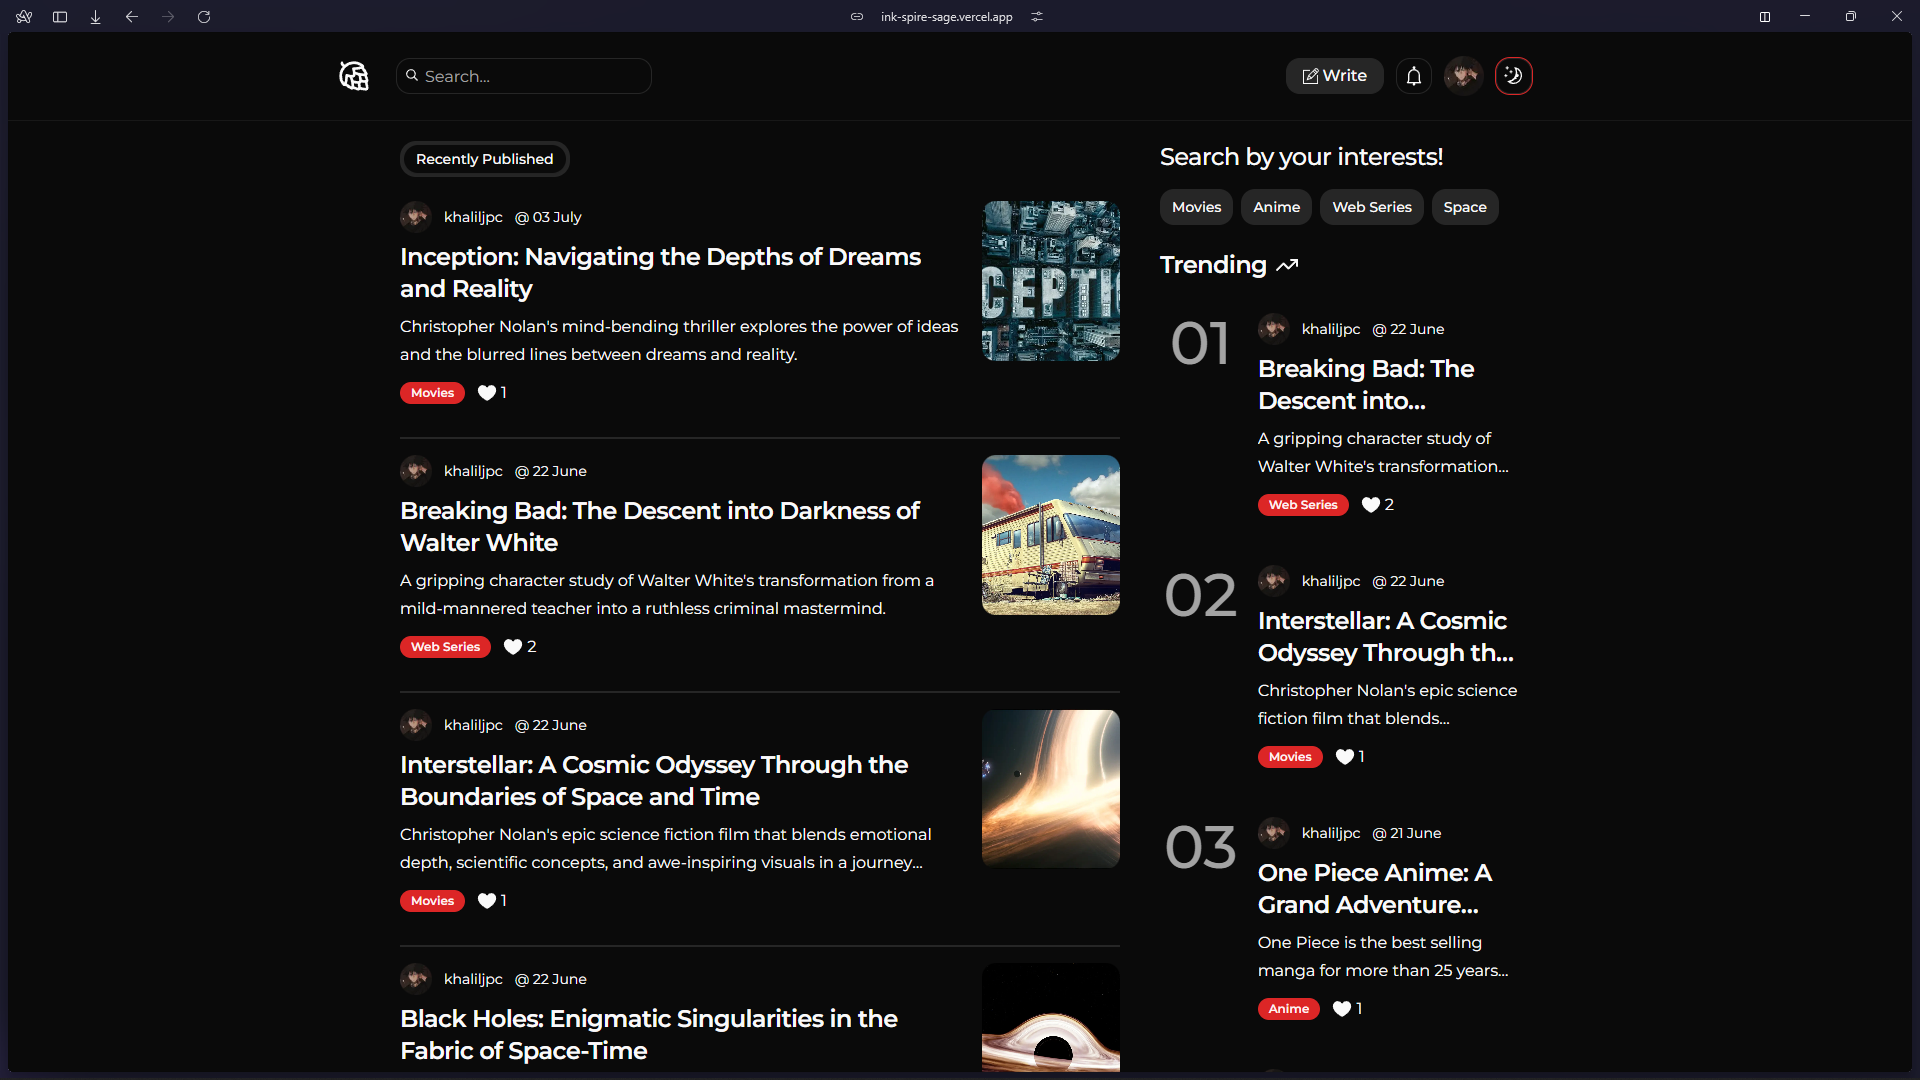 ink-spire-sage.vercel.app
Search...
Write
Recently Published
khaliljpc @ 03 July
Inception: Navigating the Depths of Dreams
and Reality
Christopher Nolan's mind-bending thriller explores the power of ideas
and the blurred lines between dreams and reality.
Movies 1
CEPTI
khaliljpc @ 22 June
Breaking Bad: The Descent into Darkness of
Walter White
A gripping character study of Walter White's transformation from a
mild-mannered teacher into a ruthless criminal mastermind.
Web Series 2
khaliljpc @ 22 June
Interstellar: A Cosmic Odyssey Through the
Boundaries of Space and Time
Christopher Nolan's epic science fiction film that blends emotional
depth, scientific concepts, and awe-inspiring visuals in a journey...
Movies 1
khaliljpc @ 22 June
Black Holes: Enigmatic Singularities in the
Fabric of Space-Time
Search by your interests!
Movies Anime Web Series Space
Trending
01
khaliljpc @ 22 June
Breaking Bad: The
Descent into...
A gripping character study of
Walter White's transformation...
Web Series 2
02
khaliljpc @ 22 June
Interstellar: A Cosmic
Odyssey Through th...
Christopher Nolan's epic science
fiction film that blends...
Movies 1
03
khaliljpc @ 21 June
One Piece Anime: A
Grand Adventure...
One Piece is the best selling
manga for more than 25 years...
Anime 1